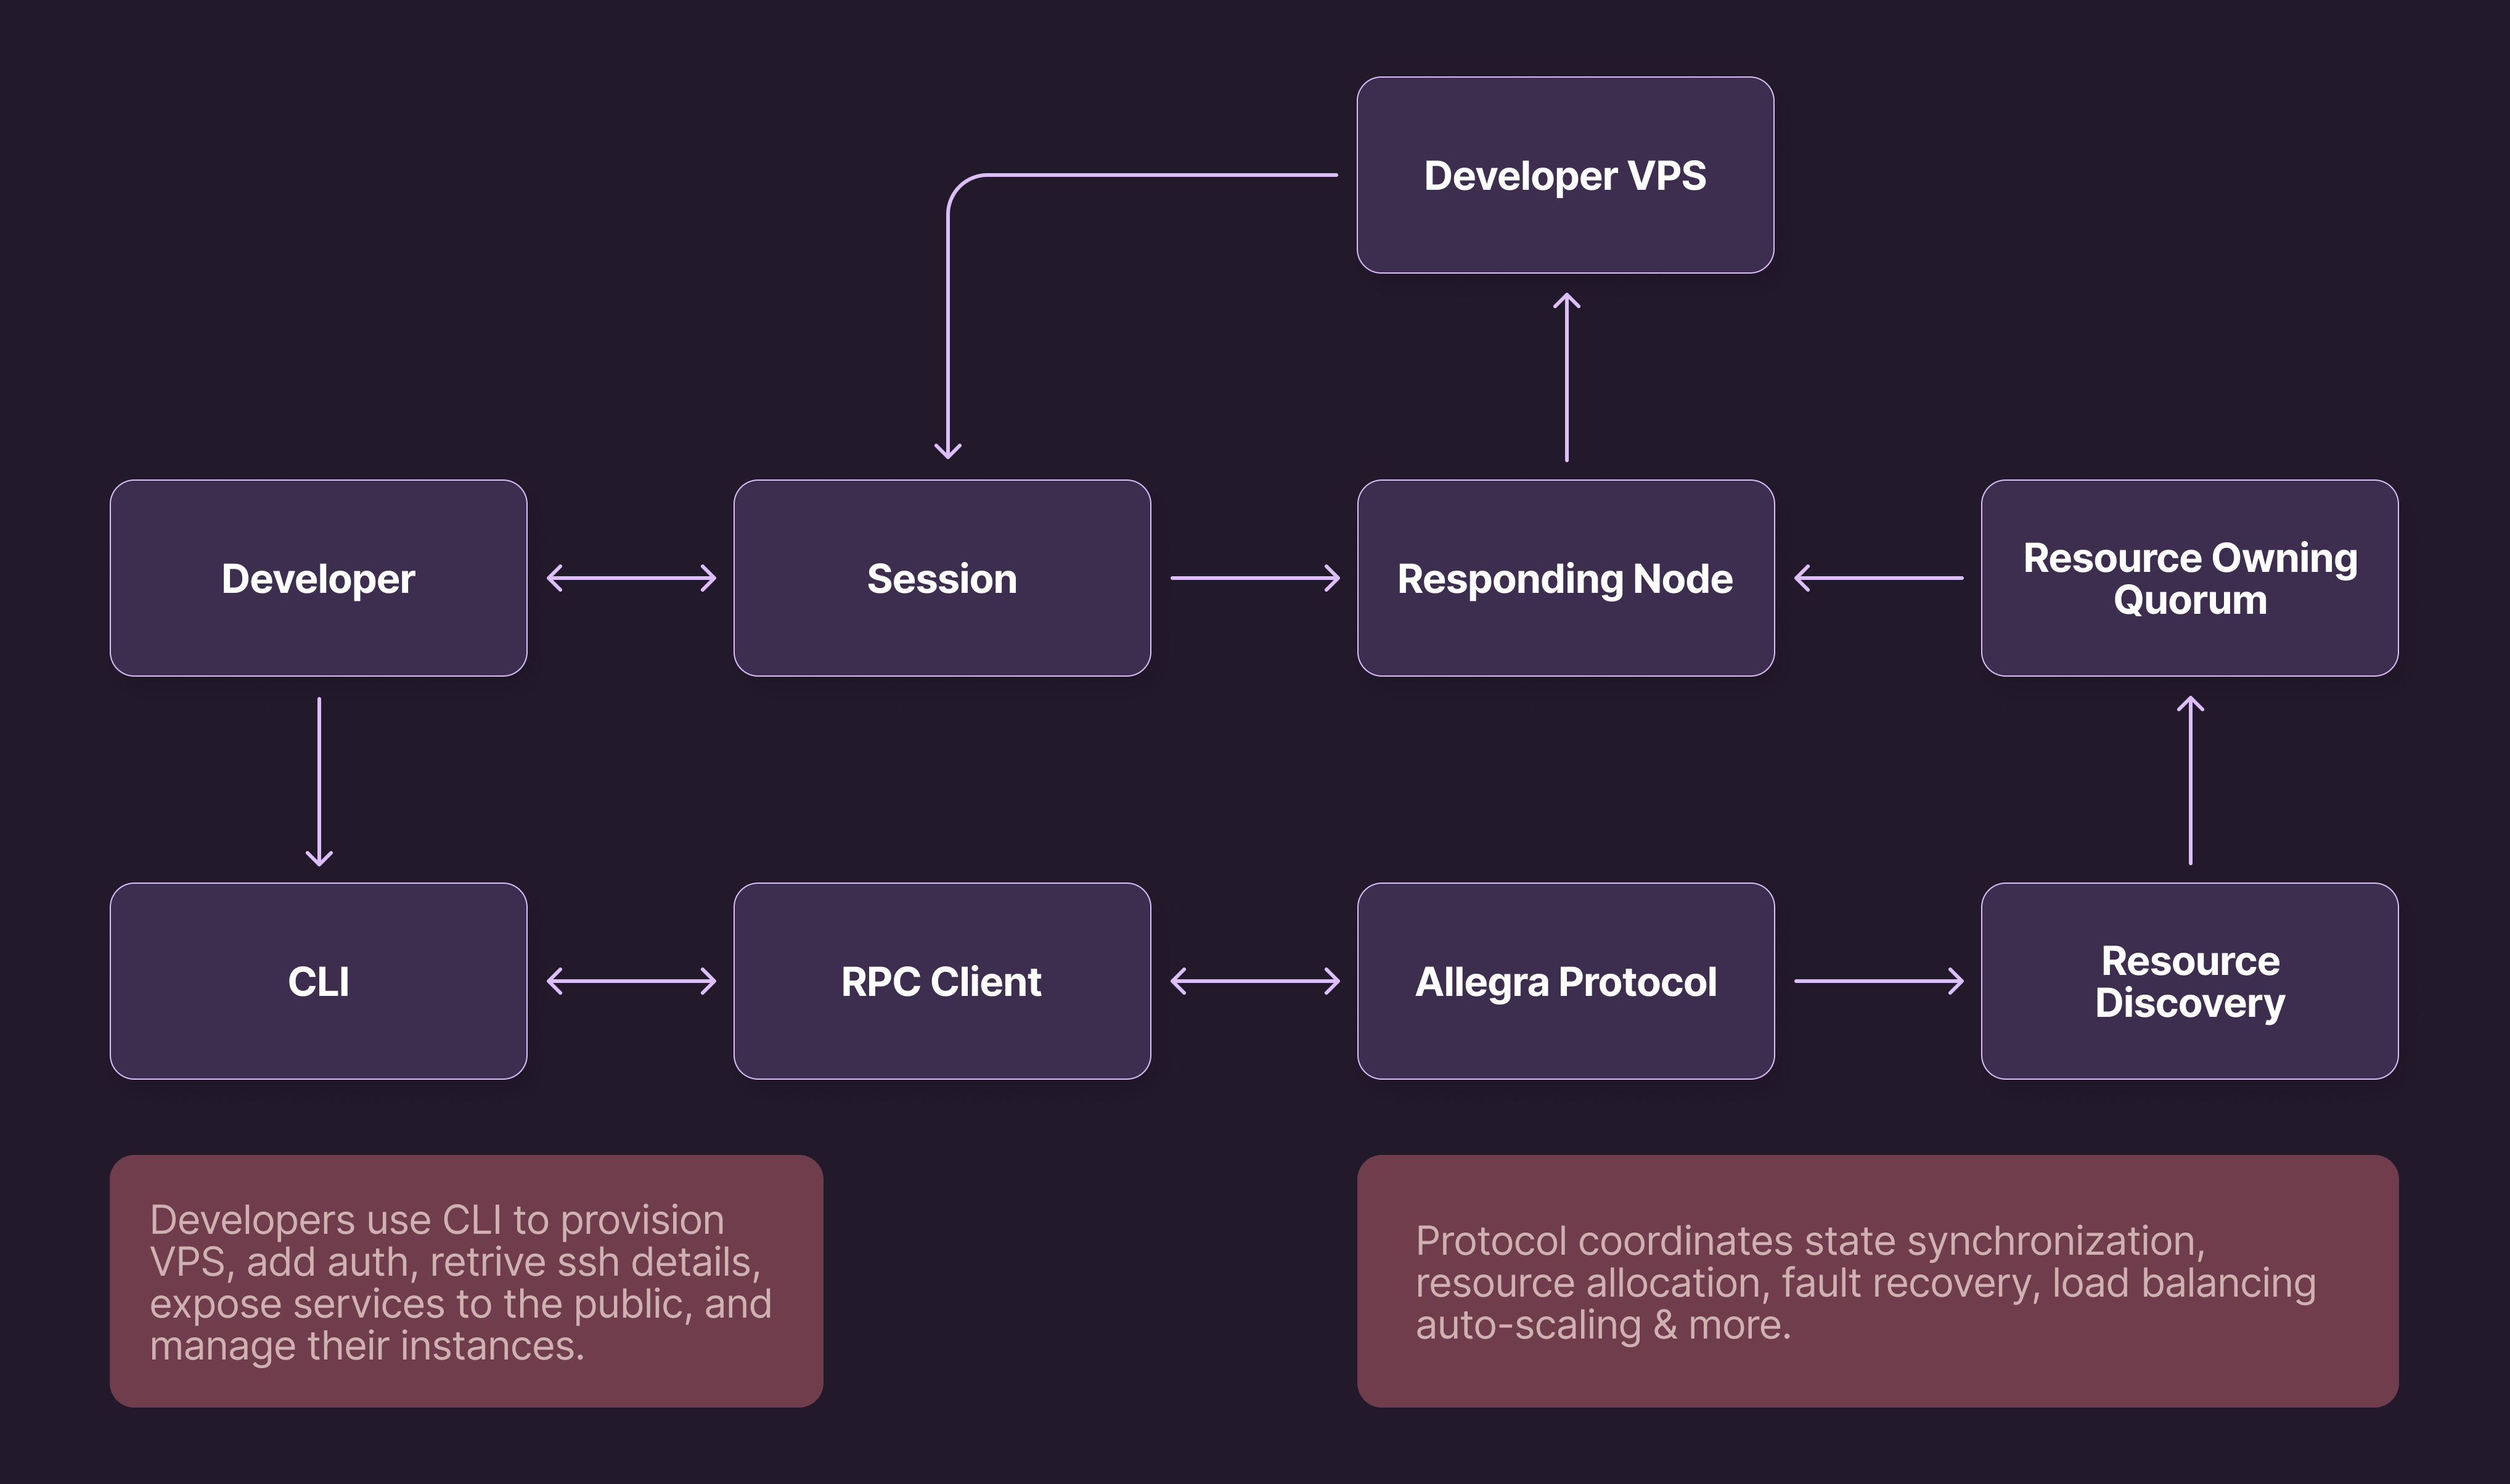 Developer VPS
Developer
Session
Responding Node
Resource Owning
Quorum
CLI
RPC Client
Allegra Protocol
Resource
Discovery
Developers use CLI to provision
VPS, add auth, retrive ssh details,
expose services to the public, and
manage their instances.
Protocol coordinates state synchronization,
resource allocation, fault recovery, load balancing
auto-scaling & more.